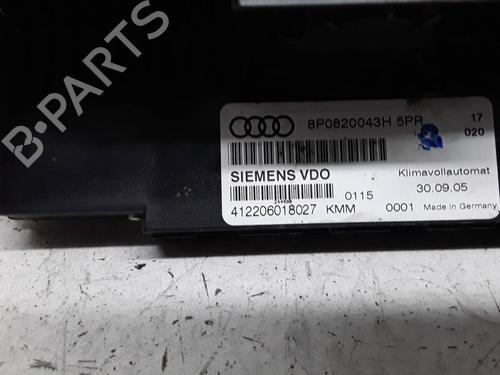 8P0820043H 5PR 17
020
SIEMENS VDO Klimavollautomat
0115 30.09.05
412206018027 KMM 0001 Made in Germany
B-PARTS